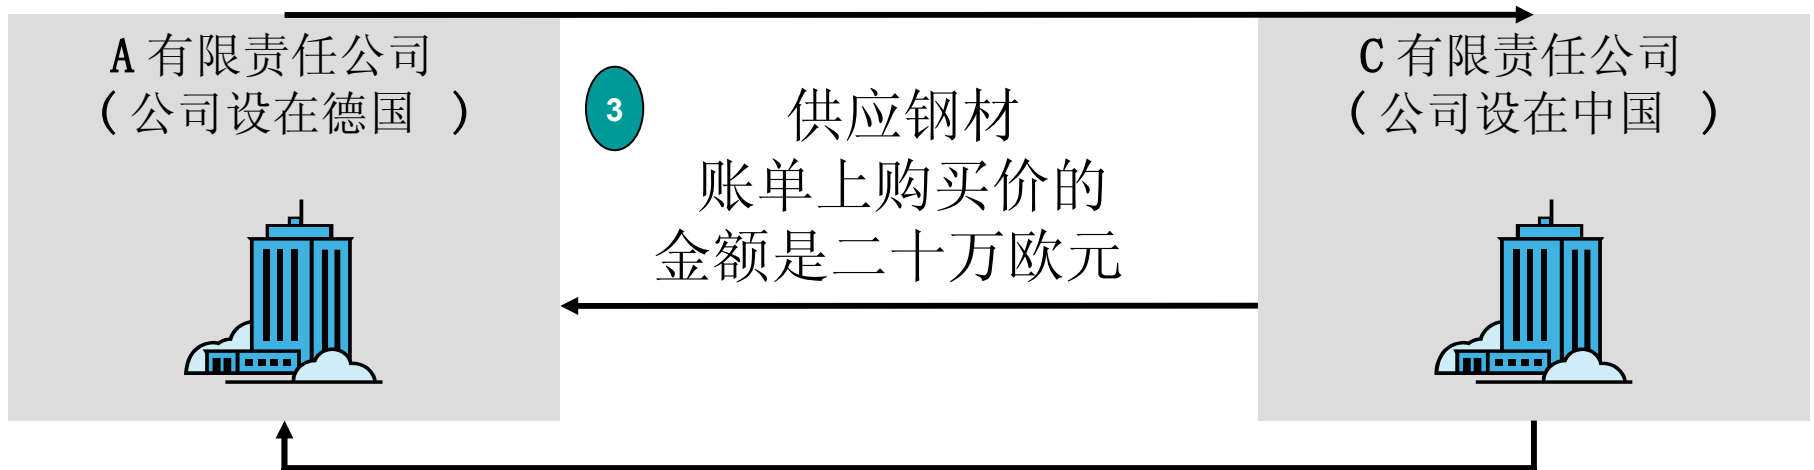 A 有限责任公司
( 公司设在德国 )
3
供应钢材
账单上购买价的
金额是二十万欧元
C 有限责任公司
( 公司设在中国 )